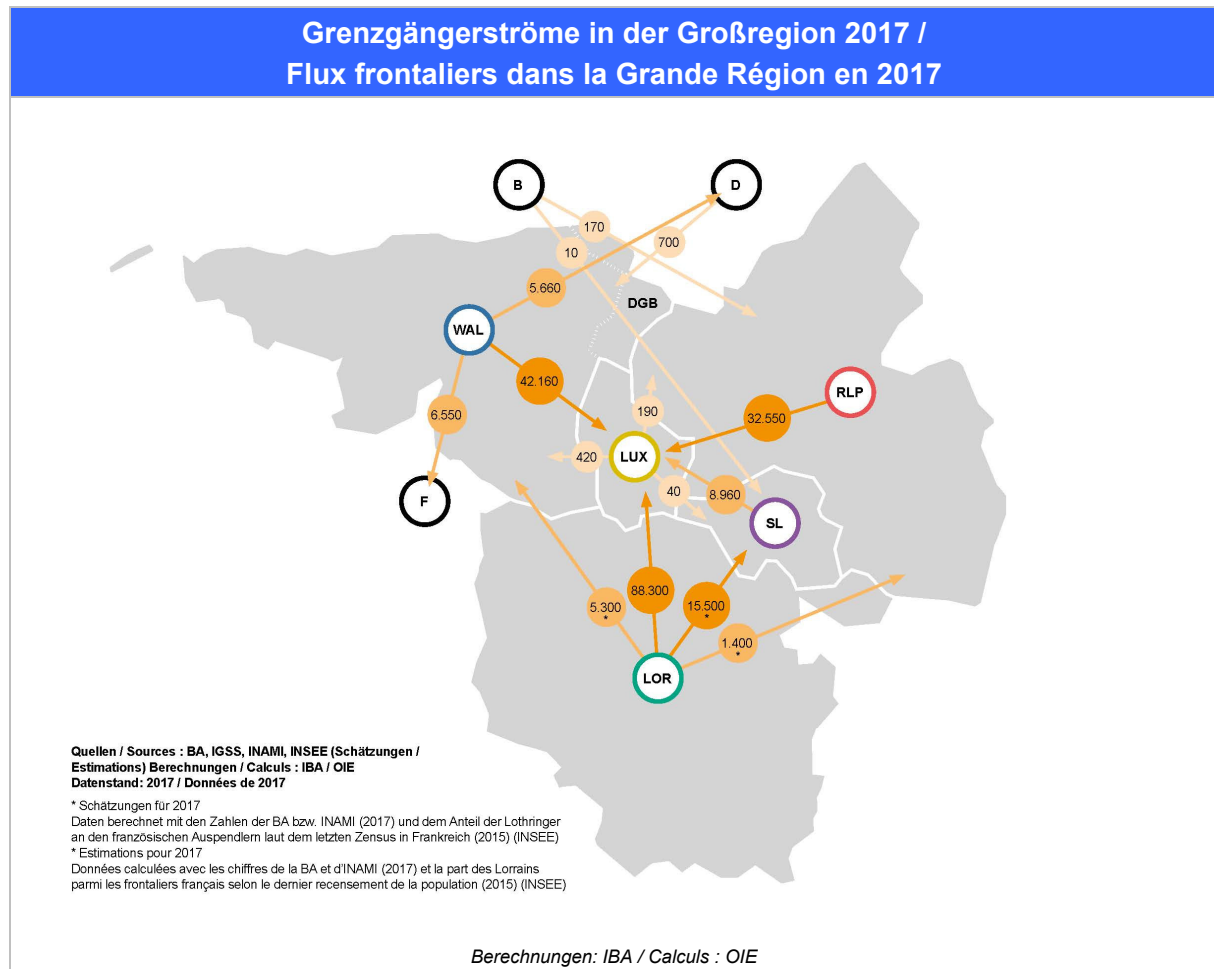 Grenzgängerströme in der Großregion 2017 /
Flux frontaliers dans la Grande Région en 2017
B
D
170
700
10
5.660
DGB
WAL
42.160
RLP
190
32.550
6.550
420
LUX
40
8.960
F
SL
88.300
5.300
*
15.500
*
1.400
*
LOR
Quellen / Sources : BA, IGSS, INAMI, INSEE (Schätzungen /
Estimations) Berechnungen / Calculs : IBA / OIE
Datenstand: 2017 / Données de 2017
* Schätzungen für 2017
Daten berechnet mit den Zahlen der BA bzw. INAMI (2017) und dem Anteil der Lothringer
an den französischen Auspendlern laut dem letzten Zensus in Frankreich (2015) (INSEE)
* Estimations pour 2017
Données calculées avec les chiffres de la BA et d'INAMI (2017) et la part des Lorrains
parmi les frontaliers français selon le dernier recensement de la population (2015) (INSEE)
Berechnungen: IBA / Calculs : OIE